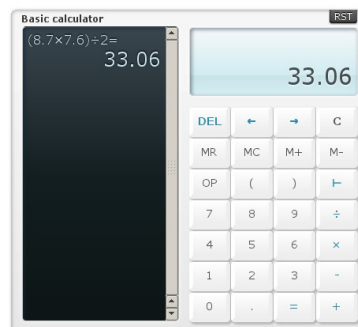 Basic calculator
RST
(8.7×7.6)÷2=
33.06
33.06
DEL ← → C
MR MC M+ M-
OP ( ) ⊢
7 8 9 ÷
4 5 6 ×
1 2 3 -
0 . = +